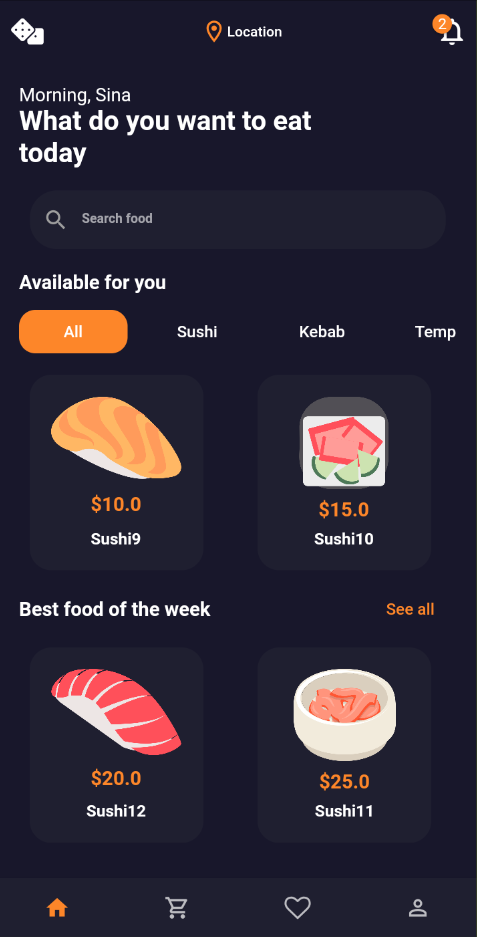 Location
2
Morning, Sina
What do you want to eat
today
Search food
Available for you
All Sushi Kebab Temp
$10.0 $15.0
Sushi9 Sushi10
Best food of the week See all
$20.0 $25.0
Sushi12 Sushi11